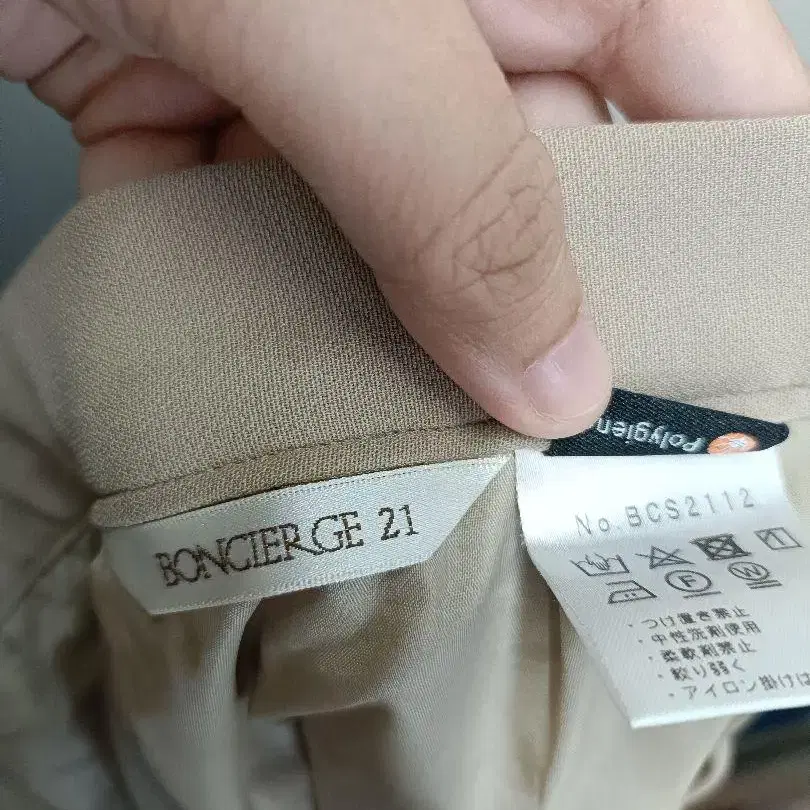 BONCIERGE 21
Polygien
No.BCS2112
F
W
・つけ置き禁止
・中性洗剤使用
・柔軟剤禁止
・絞り弱く
・アイロン掛けは